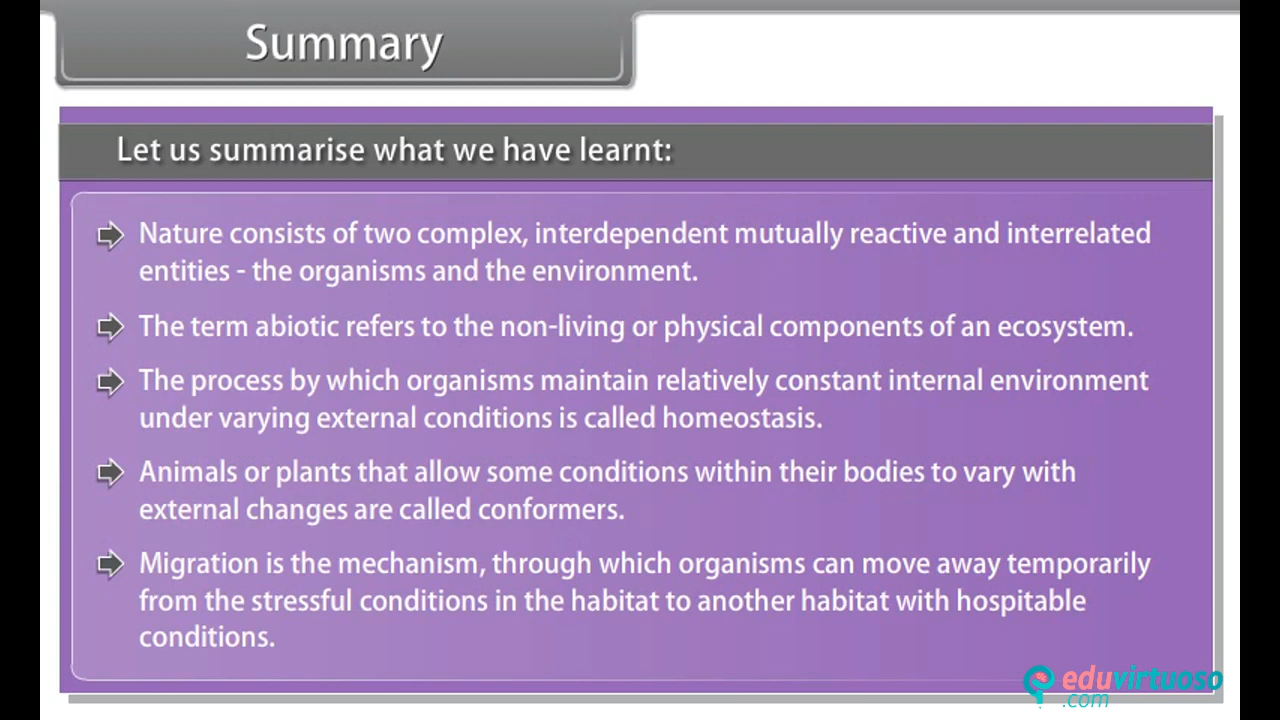 Summary
Let us summarise what we have learnt:
Nature consists of two complex, interdependent mutually reactive and interrelated
entities - the organisms and the environment.
The term abiotic refers to the non-living or physical components of an ecosystem.
The process by which organisms maintain relatively constant internal environment
under varying external conditions is called homeostasis.
Animals or plants that allow some conditions within their bodies to vary with
external changes are called conformers.
Migration is the mechanism, through which organisms can move away temporarily
from the stressful conditions in the habitat to another habitat with hospitable
conditions.
eduvirtuoso
.com